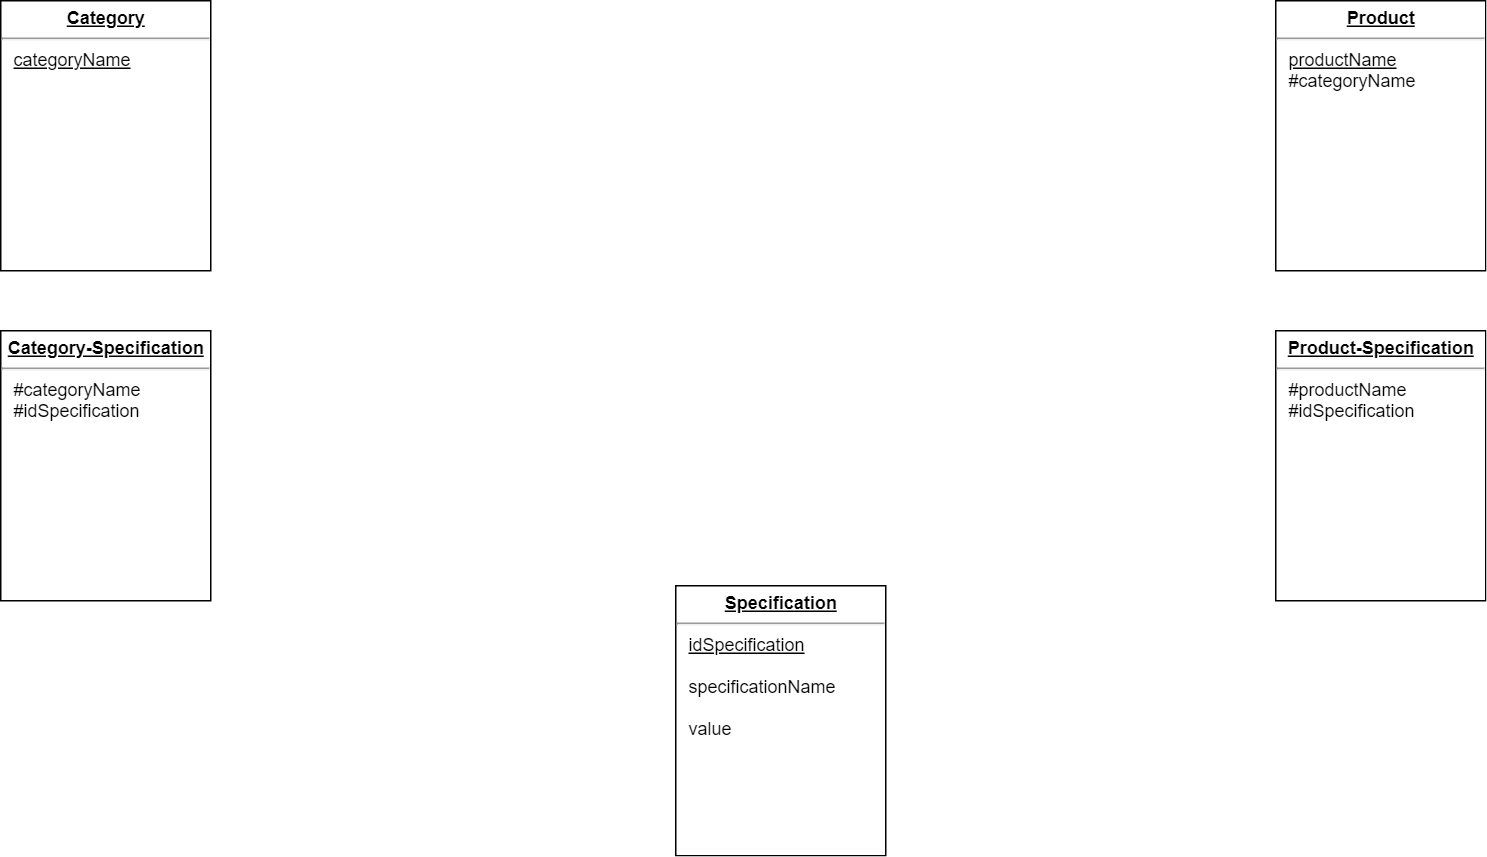 Category
categoryName
Product
productName
#categoryName
Category-Specification
#categoryName
#idSpecification
Product-Specification
#productName
#idSpecification
Specification
idSpecification
specificationName
value